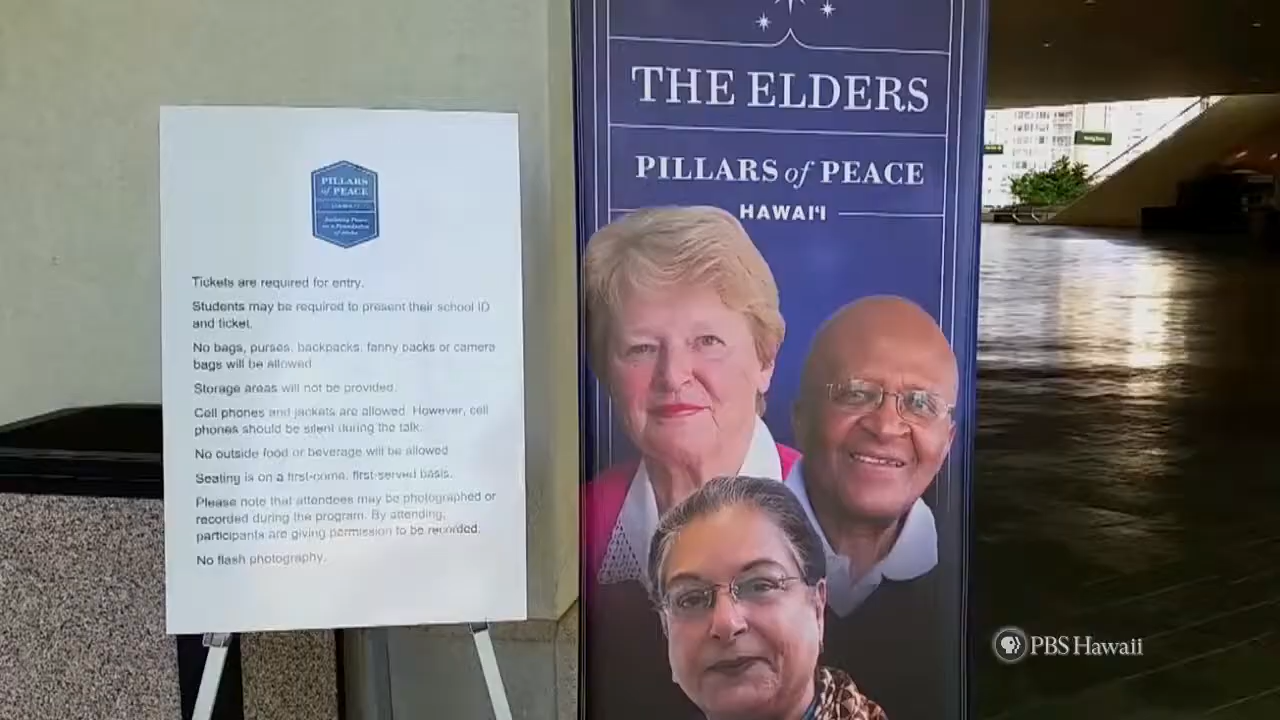 PILLARS
of PEACE
Tickets are required for entry.
Students may be required to present their school ID
and ticket.
No bags, purses, backpacks, fanny packs or camera
bags will be allowed
Storage areas will not be provided.
Cell phones and jackets are allowed. However, cell
phones should be silent during the talk.
No outside food or beverage will be allowed
Seating is on a first-come, first-served basis.
Please note that attendees may be photographed or
recorded during the program. By attending,
participants are giving permission to be recorded.
No flash photography.
THE ELDERS
PILLARS of PEACE
HAWAIʻI
PBS Hawaii